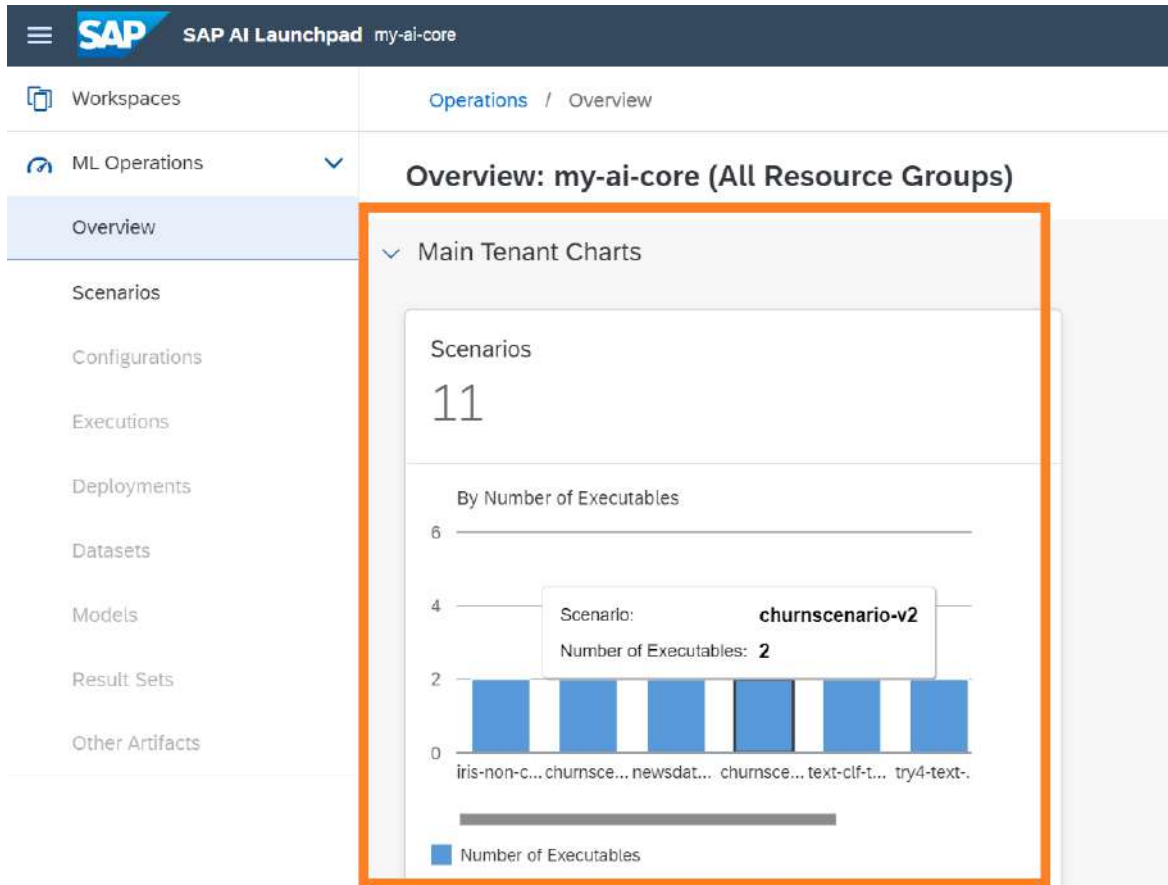 SAP SAP AI Launchpad my-ai-core
Workspaces
ML Operations
Overview
Scenarios
Configurations
Executions
Deployments
Datasets
Models
Result Sets
Other Artifacts
Operations / Overview
Overview: my-ai-core (All Resource Groups)
Main Tenant Charts
Scenarios
11
By Number of Executables
6
4
Scenario: churnscenario-v2
Number of Executables: 2
2
0
iris-non-c... churnsce... newsdat... churnsce... text-clf-t... try4-text-.
Number of Executables